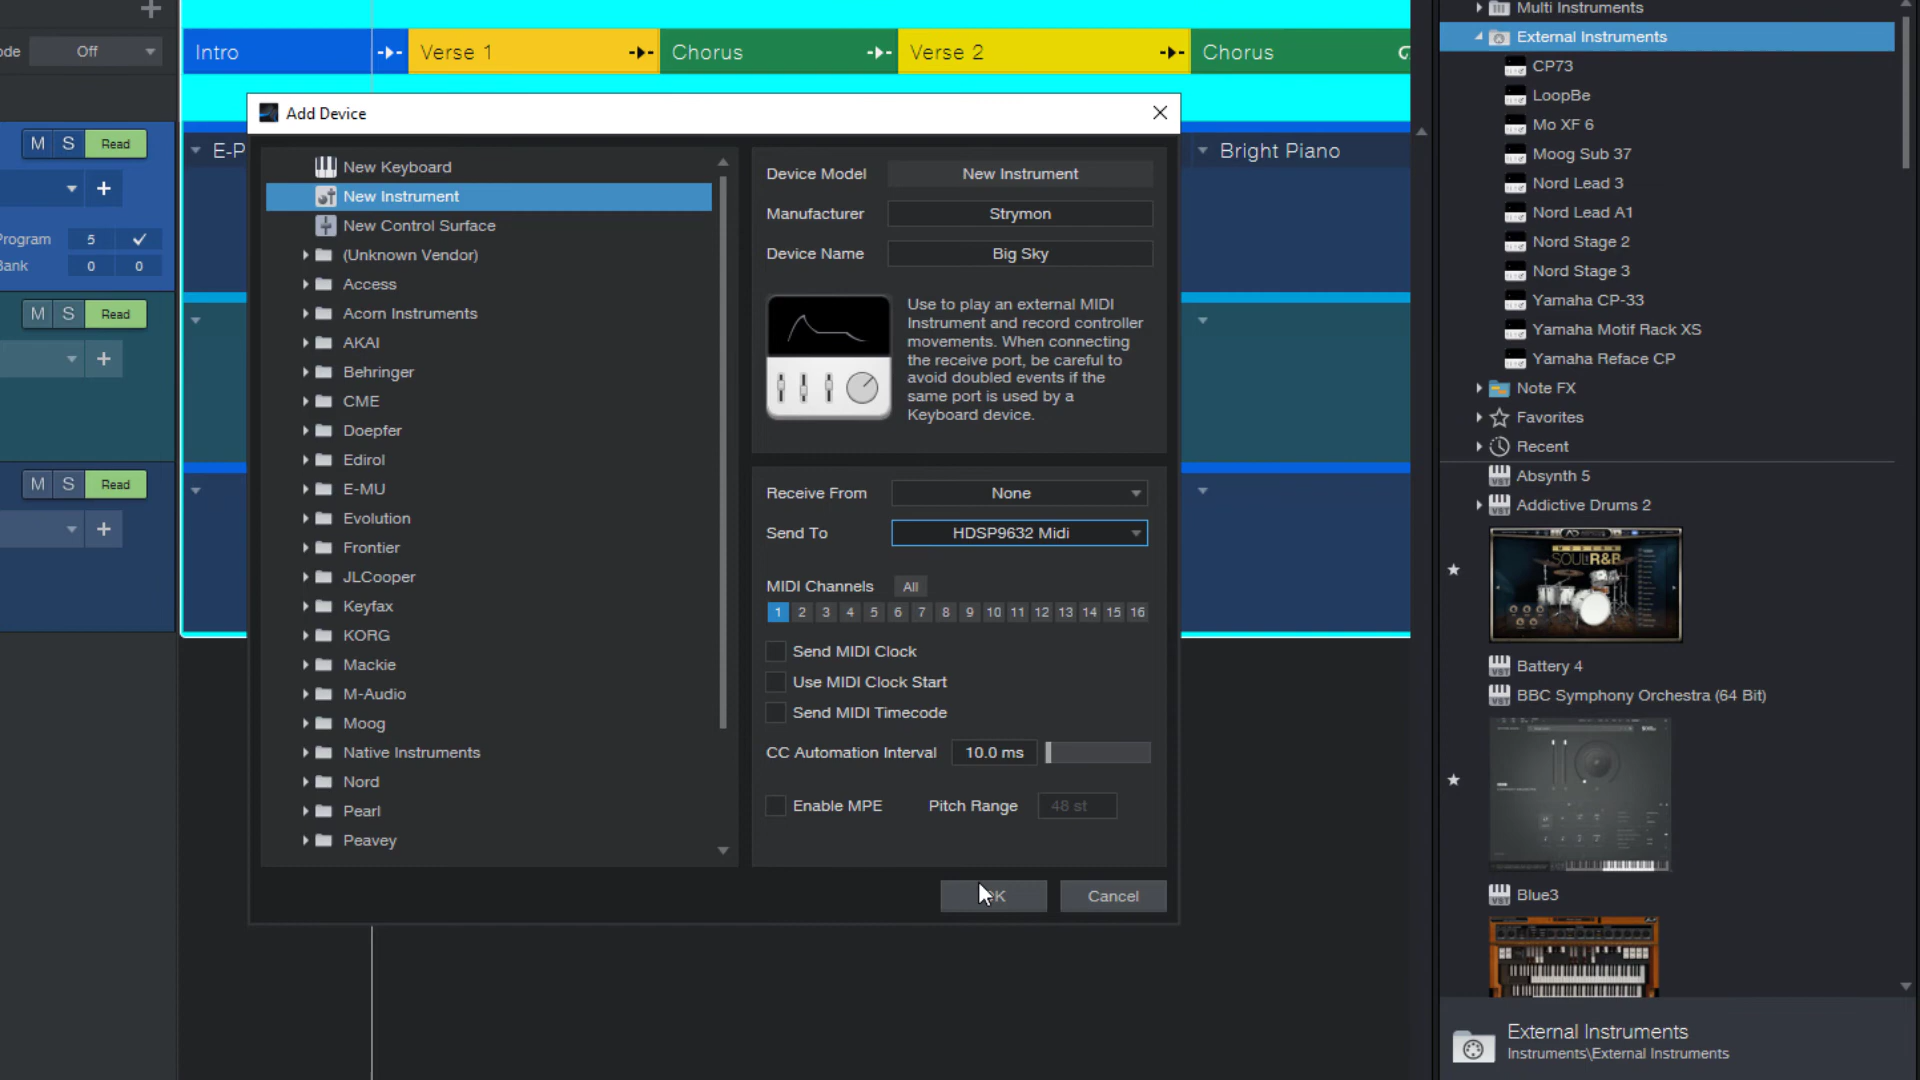 ode
Off
Intro
Verse 1
Chorus
Verse 2
Chorus
M S Read
Program 5
Bank 0 0
M S Read
M S Read
E-P
Bright Piano
Add Device
New Keyboard
New Instrument
New Control Surface
(Unknown Vendor)
Access
Acorn Instruments
AKAI
Behringer
CME
Doepfer
Edirol
E-MU
Evolution
Frontier
JLCooper
Keyfax
KORG
Mackie
M-Audio
Moog
Native Instruments
Nord
Pearl
Peavey
Device Model New Instrument
Manufacturer Strymon
Device Name Big Sky
Use to play an external MIDI
Instrument and record controller
movements. When connecting
the receive port, be careful to
avoid doubled events if the
same port is used by a
Keyboard device.
Receive From None
Send To HDSP9632 Midi
MIDI Channels All
1 2 3 4 5 6 7 8 9 10 11 12 13 14 15 16
Send MIDI Clock
Use MIDI Clock Start
Send MIDI Timecode
CC Automation Interval 10.0 ms
Enable MPE Pitch Range 48 st
K
Cancel
Multi Instruments
External Instruments
CP73
LoopBe
Mo XF 6
Moog Sub 37
Nord Lead 3
Nord Lead A1
Nord Stage 2
Nord Stage 3
Yamaha CP-33
Yamaha Motif Rack XS
Yamaha Reface CP
Note FX
Favorites
Recent
Absynth 5
Addictive Drums 2
SOUL R&B
Battery 4
BBC Symphony Orchestra (64 Bit)
Blue3
External Instruments
Instruments\External Instruments